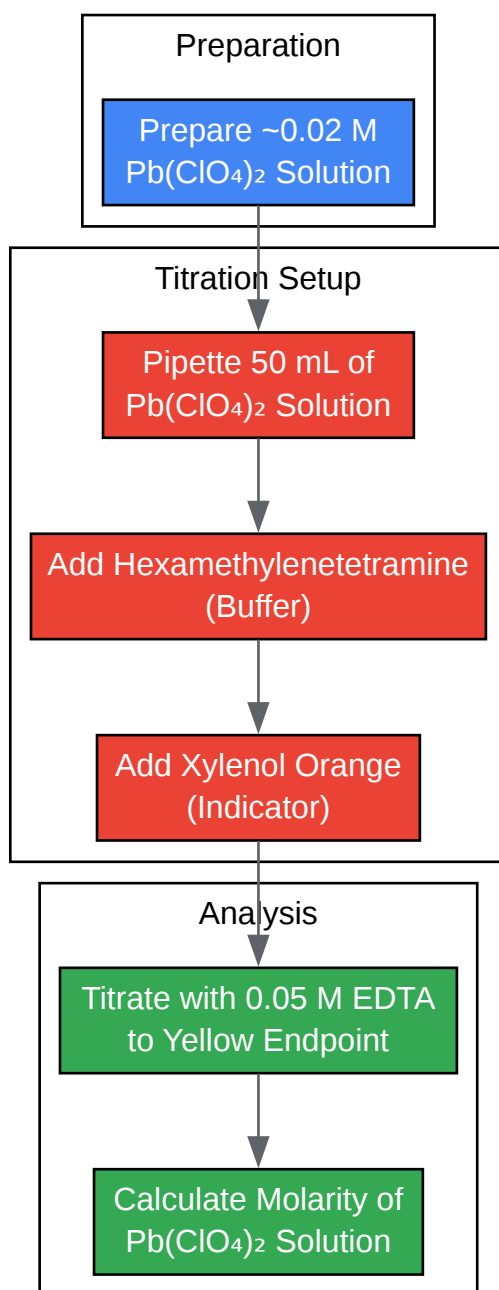 Preparation
Prepare ~0.02 M
Pb(ClO₄)₂ Solution
Titration Setup
Pipette 50 mL of
Pb(ClO₄)₂ Solution
Add Hexamethylenetetramine
(Buffer)
Add Xylenol Orange
(Indicator)
Analysis
Titrate with 0.05 M EDTA
to Yellow Endpoint
Calculate Molarity of
Pb(ClO₄)₂ Solution